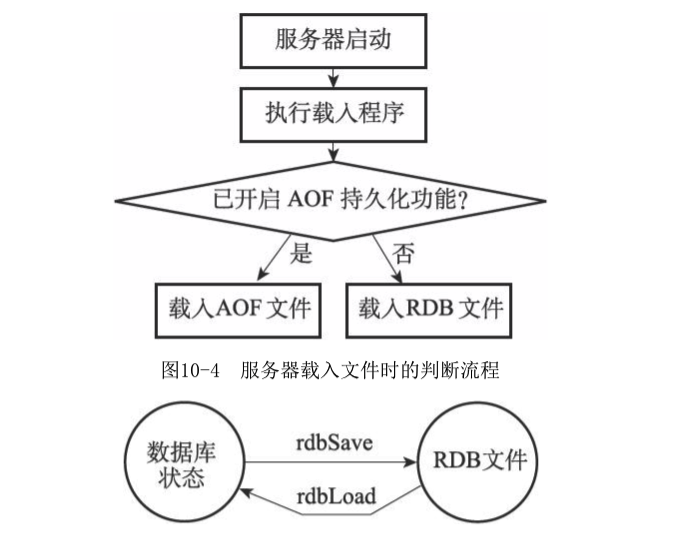 服务器启动
执行载入程序
已开启 AOF 持久化功能?
是
否
载入AOF 文件
载入RDB 文件
图10-4 服务器载入文件时的判断流程
数据库
状态
rdbSave
rdbLoad
RDB文件